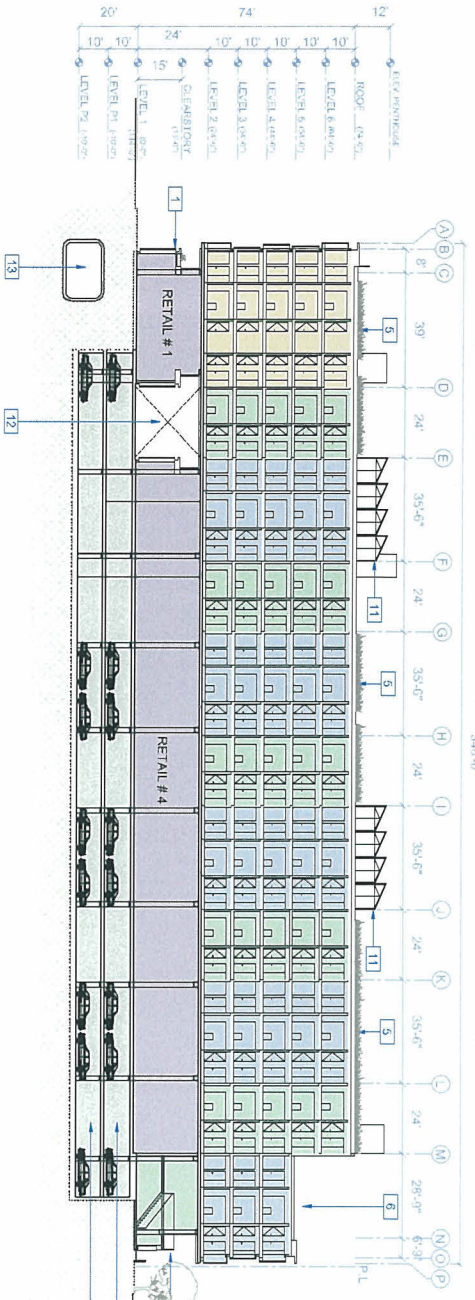 20'
74'
12'
24'
10'
10'
10'
10'
10'
10'
10'
15'
ELEV. PENTHOUSE
ROOF
LEVEL 6
LEVEL 5
LEVEL 4
LEVEL 3
LEVEL 2
CLEARSTORY
LEVEL 1
LEVEL P1
LEVEL P2
A
B
C
D
E
F
G
H
I
J
K
L
M
N
O
P
8'
39'
24'
35'-6"
24'
35'-6"
24'
35'-6"
24'
35'-6"
24'
28'-9"
6'-9"
5
11
5
11
5
6
PL
1
RETAIL # 1
12
RETAIL # 4
13